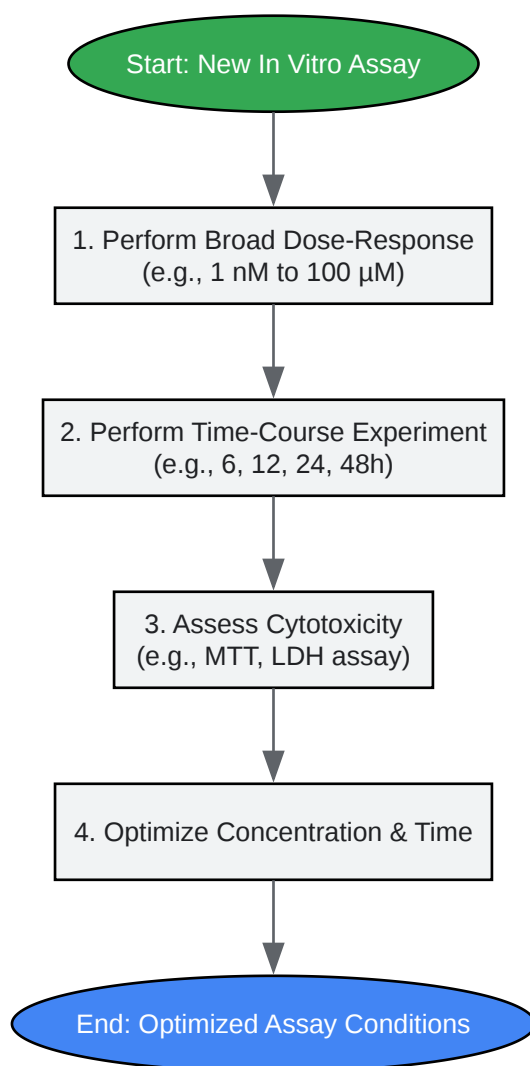 Start: New In Vitro Assay
1. Perform Broad Dose-Response
(e.g., 1 nM to 100 µM)
2. Perform Time-Course Experiment
(e.g., 6, 12, 24, 48h)
3. Assess Cytotoxicity
(e.g., MTT, LDH assay)
4. Optimize Concentration & Time
End: Optimized Assay Conditions